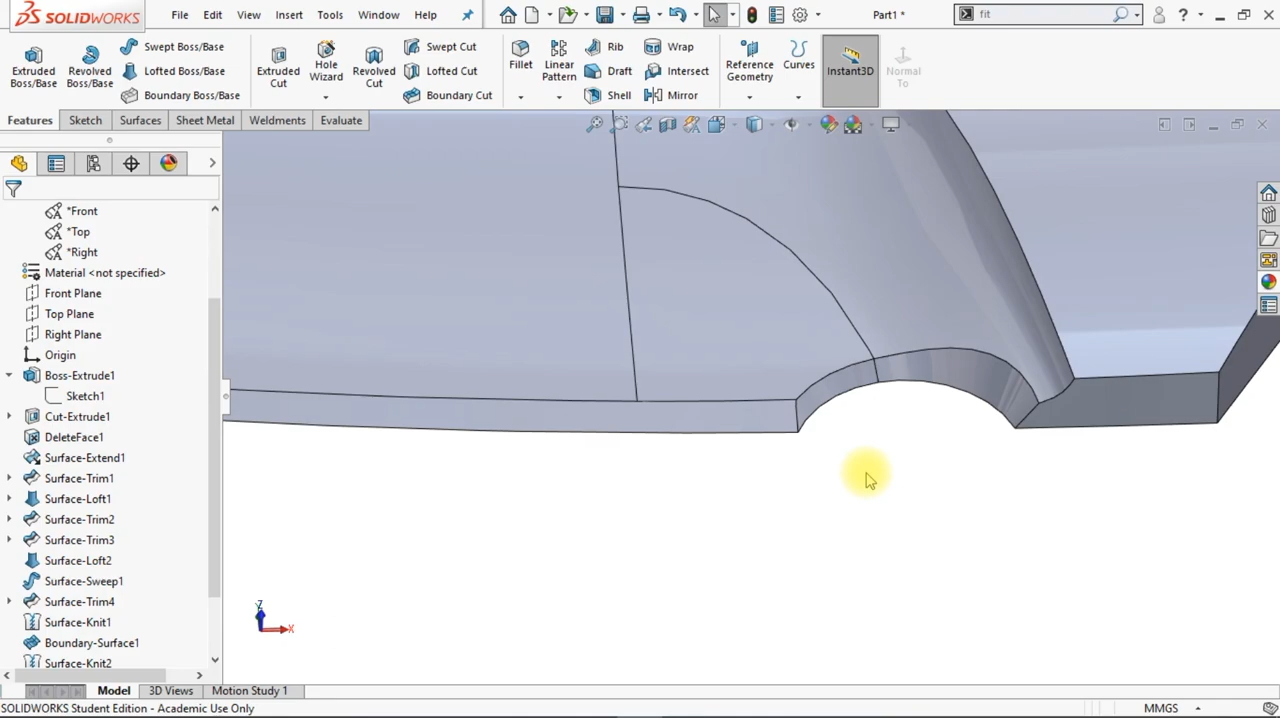 SOLIDWORKS File Edit View Insert Tools Window Help Part1 * fit
Extruded Boss/Base
Revolved Boss/Base
Swept Boss/Base
Lofted Boss/Base
Boundary Boss/Base
Extruded Cut
Hole Wizard
Revolved Cut
Swept Cut
Lofted Cut
Boundary Cut
Fillet
Linear Pattern
Rib
Draft
Shell
Wrap
Intersect
Mirror
Reference Geometry
Curves
Instant3D
Normal To
Features Sketch Surfaces Sheet Metal Weldments Evaluate
*Front
*Top
*Right
Material <not specified>
Front Plane
Top Plane
Right Plane
Origin
Boss-Extrude1
Sketch1
Cut-Extrude1
DeleteFace1
Surface-Extend1
Surface-Trim1
Surface-Loft1
Surface-Trim2
Surface-Trim3
Surface-Loft2
Surface-Sweep1
Surface-Trim4
Surface-Knit1
Boundary-Surface1
Surface-Knit2
Z
X
Model 3D Views Motion Study 1
SOLIDWORKS Student Edition - Academic Use Only MMGS